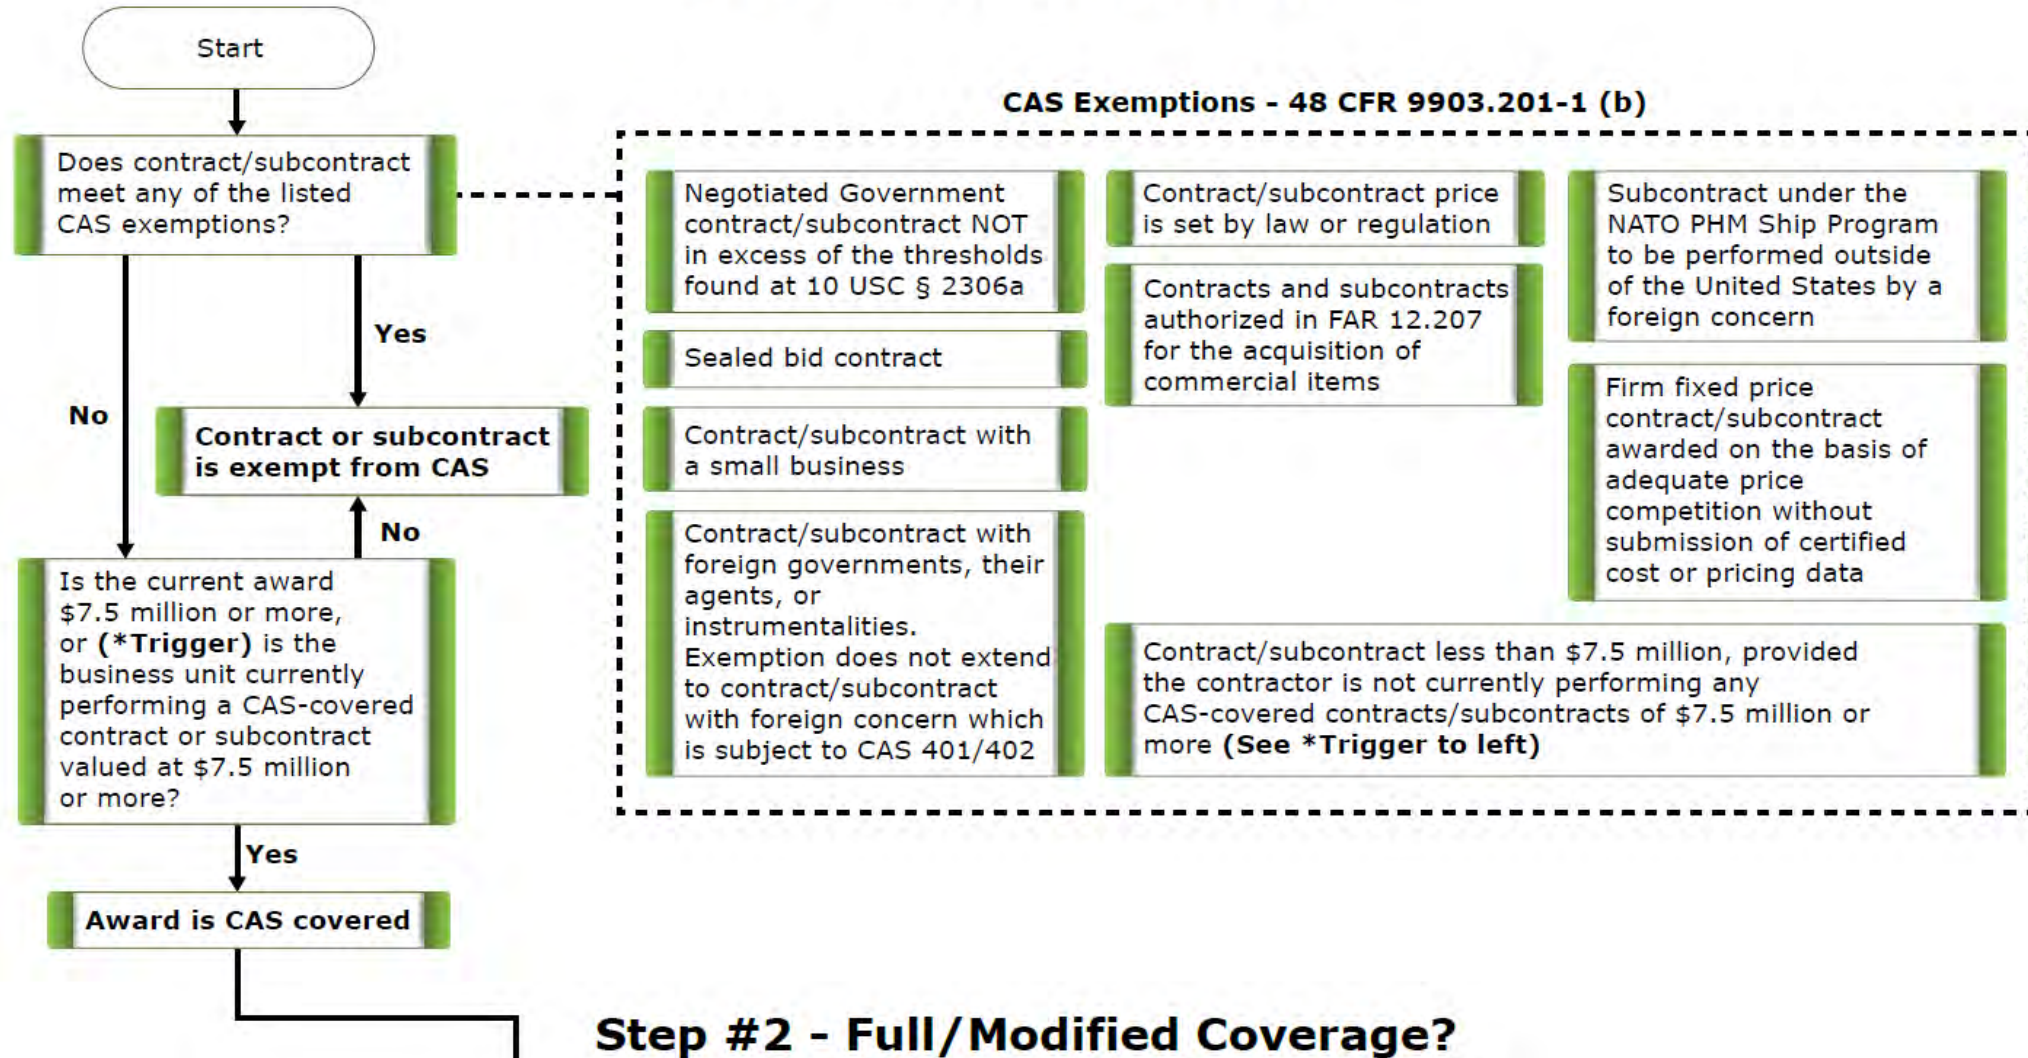 Start
Does contract/subcontract
meet any of the listed
CAS exemptions?
Yes
No
Contract or subcontract
is exempt from CAS
No
Is the current award
$7.5 million or more,
or (*Trigger) is the
business unit currently
performing a CAS-covered
contract or subcontract
valued at $7.5 million
or more?
Yes
Award is CAS covered
CAS Exemptions - 48 CFR 9903.201-1 (b)
Negotiated Government
contract/subcontract NOT
in excess of the thresholds
found at 10 USC § 2306a
Sealed bid contract
Contract/subcontract with
a small business
Contract/subcontract with
foreign governments, their
agents, or
instrumentalities.
Exemption does not extend
to contract/subcontract
with foreign concern which
is subject to CAS 401/402
Contract/subcontract price
is set by law or regulation
Contracts and subcontracts
authorized in FAR 12.207
for the acquisition of
commercial items
Subcontract under the
NATO PHM Ship Program
to be performed outside
of the United States by a
foreign concern
Firm fixed price
contract/subcontract
awarded on the basis of
adequate price
competition without
submission of certified
cost or pricing data
Contract/subcontract less than $7.5 million, provided
the contractor is not currently performing any
CAS-covered contracts/subcontracts of $7.5 million or
more (See *Trigger to left)
Step #2 - Full/Modified Coverage?